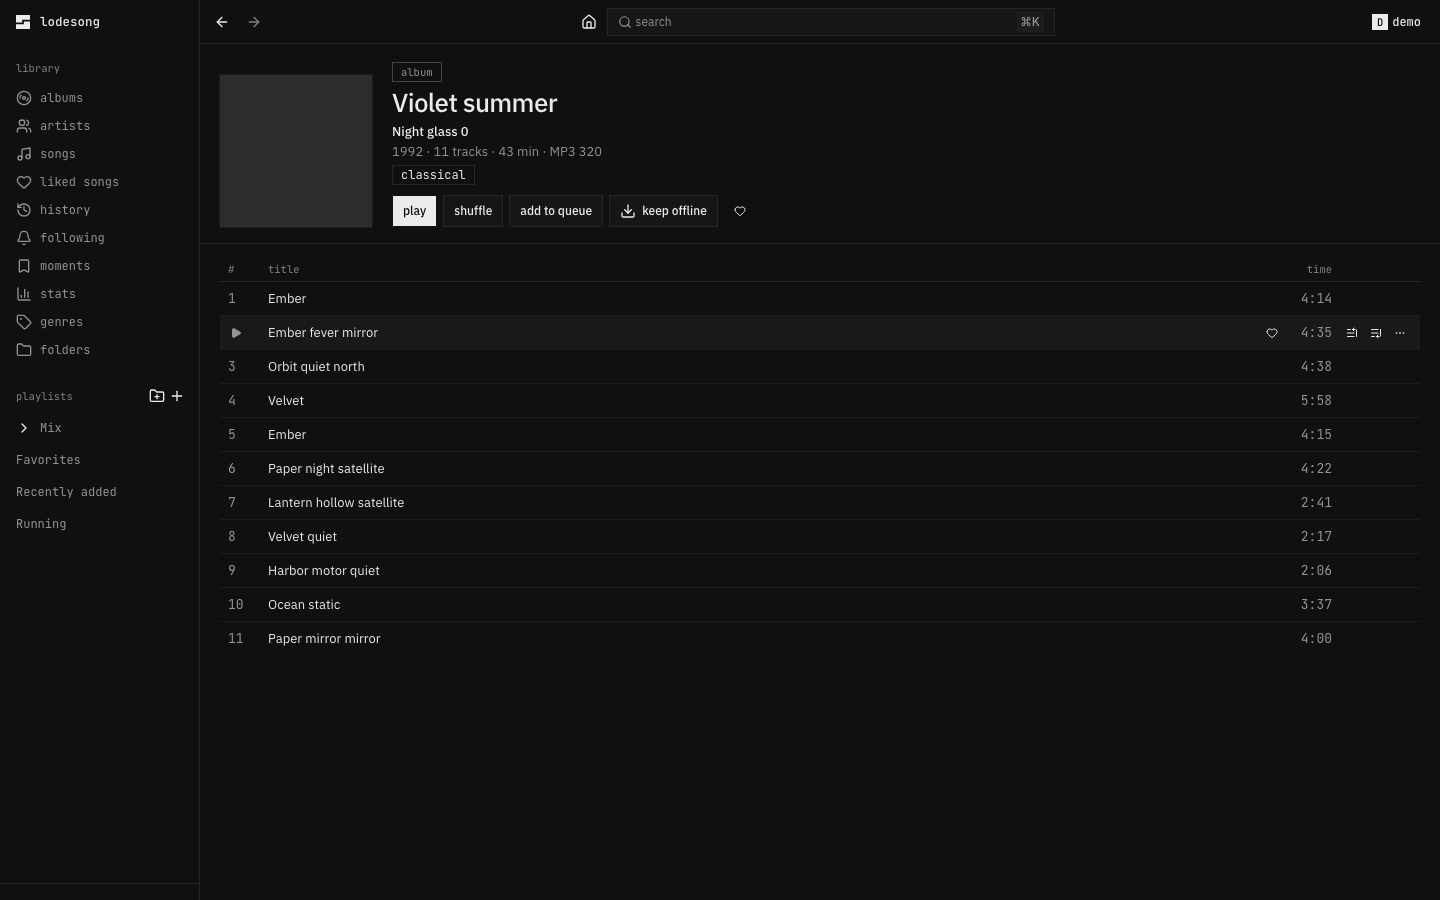 lodesong
search
⌘K
D demo
library
albums
artists
songs
liked songs
history
following
moments
stats
genres
folders
playlists
Mix
Favorites
Recently added
Running
album
Violet summer
Night glass 0
1992 · 11 tracks · 43 min · MP3 320
classical
play shuffle add to queue keep offline
# title time
1 Ember 4:14
Ember fever mirror 4:35
3 Orbit quiet north 4:38
4 Velvet 5:58
5 Ember 4:15
6 Paper night satellite 4:22
7 Lantern hollow satellite 2:41
8 Velvet quiet 2:17
9 Harbor motor quiet 2:06
10 Ocean static 3:37
11 Paper mirror mirror 4:00